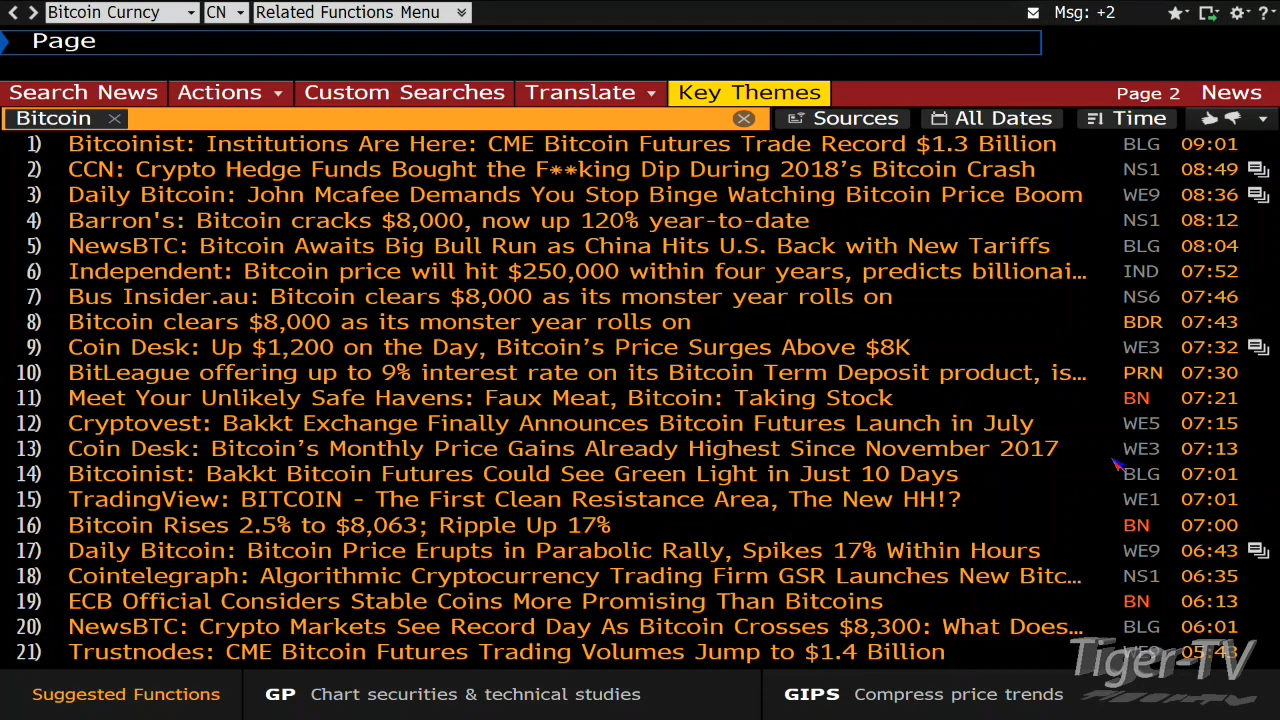 Bitcoin Curncy CN Related Functions Menu Msg: +2 ?
Page
Search News Actions Custom Searches Translate Key Themes Page 2 News
Bitcoin Sources All Dates Time
1) Bitcoinist: Institutions Are Here: CME Bitcoin Futures Trade Record $1.3 Billion BLG 09:01
2) CCN: Crypto Hedge Funds Bought the F**king Dip During 2018's Bitcoin Crash NS1 08:49
3) Daily Bitcoin: John Mcafee Demands You Stop Binge Watching Bitcoin Price Boom WE9 08:36
4) Barron's: Bitcoin cracks $8,000, now up 120% year-to-date NS1 08:12
5) NewsBTC: Bitcoin Awaits Big Bull Run as China Hits U.S. Back with New Tariffs BLG 08:04
6) Independent: Bitcoin price will hit $250,000 within four years, predicts billionai... IND 07:52
7) Bus Insider.au: Bitcoin clears $8,000 as its monster year rolls on NS6 07:46
8) Bitcoin clears $8,000 as its monster year rolls on BDR 07:43
9) Coin Desk: Up $1,200 on the Day, Bitcoin's Price Surges Above $8K WE3 07:32
10) BitLeague offering up to 9% interest rate on its Bitcoin Term Deposit product, is... PRN 07:30
11) Meet Your Unlikely Safe Havens: Faux Meat, Bitcoin: Taking Stock BN 07:21
12) Cryptovest: Bakkt Exchange Finally Announces Bitcoin Futures Launch in July WE5 07:15
13) Coin Desk: Bitcoin's Monthly Price Gains Already Highest Since November 2017 WE3 07:13
14) Bitcoinist: Bakkt Bitcoin Futures Could See Green Light in Just 10 Days BLG 07:01
15) TradingView: BITCOIN - The First Clean Resistance Area, The New HH!? WE1 07:01
16) Bitcoin Rises 2.5% to $8,063; Ripple Up 17% BN 07:00
17) Daily Bitcoin: Bitcoin Price Erupts in Parabolic Rally, Spikes 17% Within Hours WE9 06:43
18) Cointelegraph: Algorithmic Cryptocurrency Trading Firm GSR Launches New Bitc... NS1 06:35
19) ECB Official Considers Stable Coins More Promising Than Bitcoins BN 06:13
20) NewsBTC: Crypto Markets See Record Day As Bitcoin Crosses $8,300: What Does... BLG 06:01
21) Trustnodes: CME Bitcoin Futures Trading Volumes Jump to $1.4 Billion WE9 05:43
Tiger-TV
Suggested Functions GP Chart securities & technical studies GIPS Compress price trends